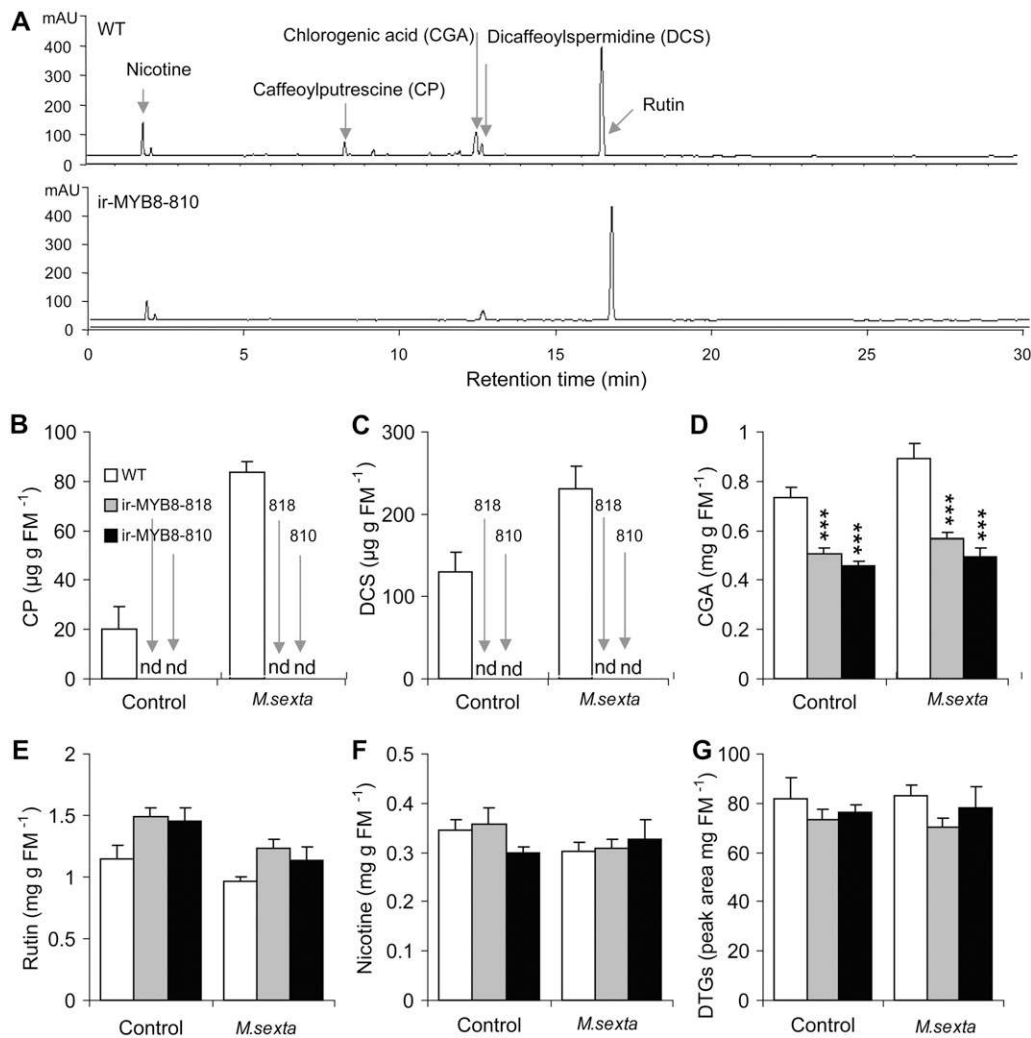 A
mAU
WT
400
300
200
100
0
Nicotine
Caffeoylputrescine (CP)
Chlorogenic acid (CGA)
Dicaffeoylspermidine (DCS)
Rutin
mAU
ir-MYB8-810
400
300
200
100
0
0 5 10 15 20 25 30
Retention time (min)
B
CP (µg g FM -1)
100
80
60
40
20
0
WT
ir-MYB8-818
ir-MYB8-810
818
810
nd nd
nd nd
Control
M.sexta
C
DCS (µg g FM -1)
300
200
100
0
818
810
818
810
nd nd
nd nd
Control
M.sexta
D
CGA (mg g FM -1)
1
0.8
0.6
0.4
0.2
0
*** ***
*** ***
Control
M.sexta
E
Rutin (mg g FM -1)
2
1.5
1
0.5
0
Control
M.sexta
F
Nicotine (mg g FM -1)
0.5
0.4
0.3
0.2
0.1
0
Control
M.sexta
G
DTGs (peak area mg FM -1)
80
60
80
40
20
0
Control
M.sexta